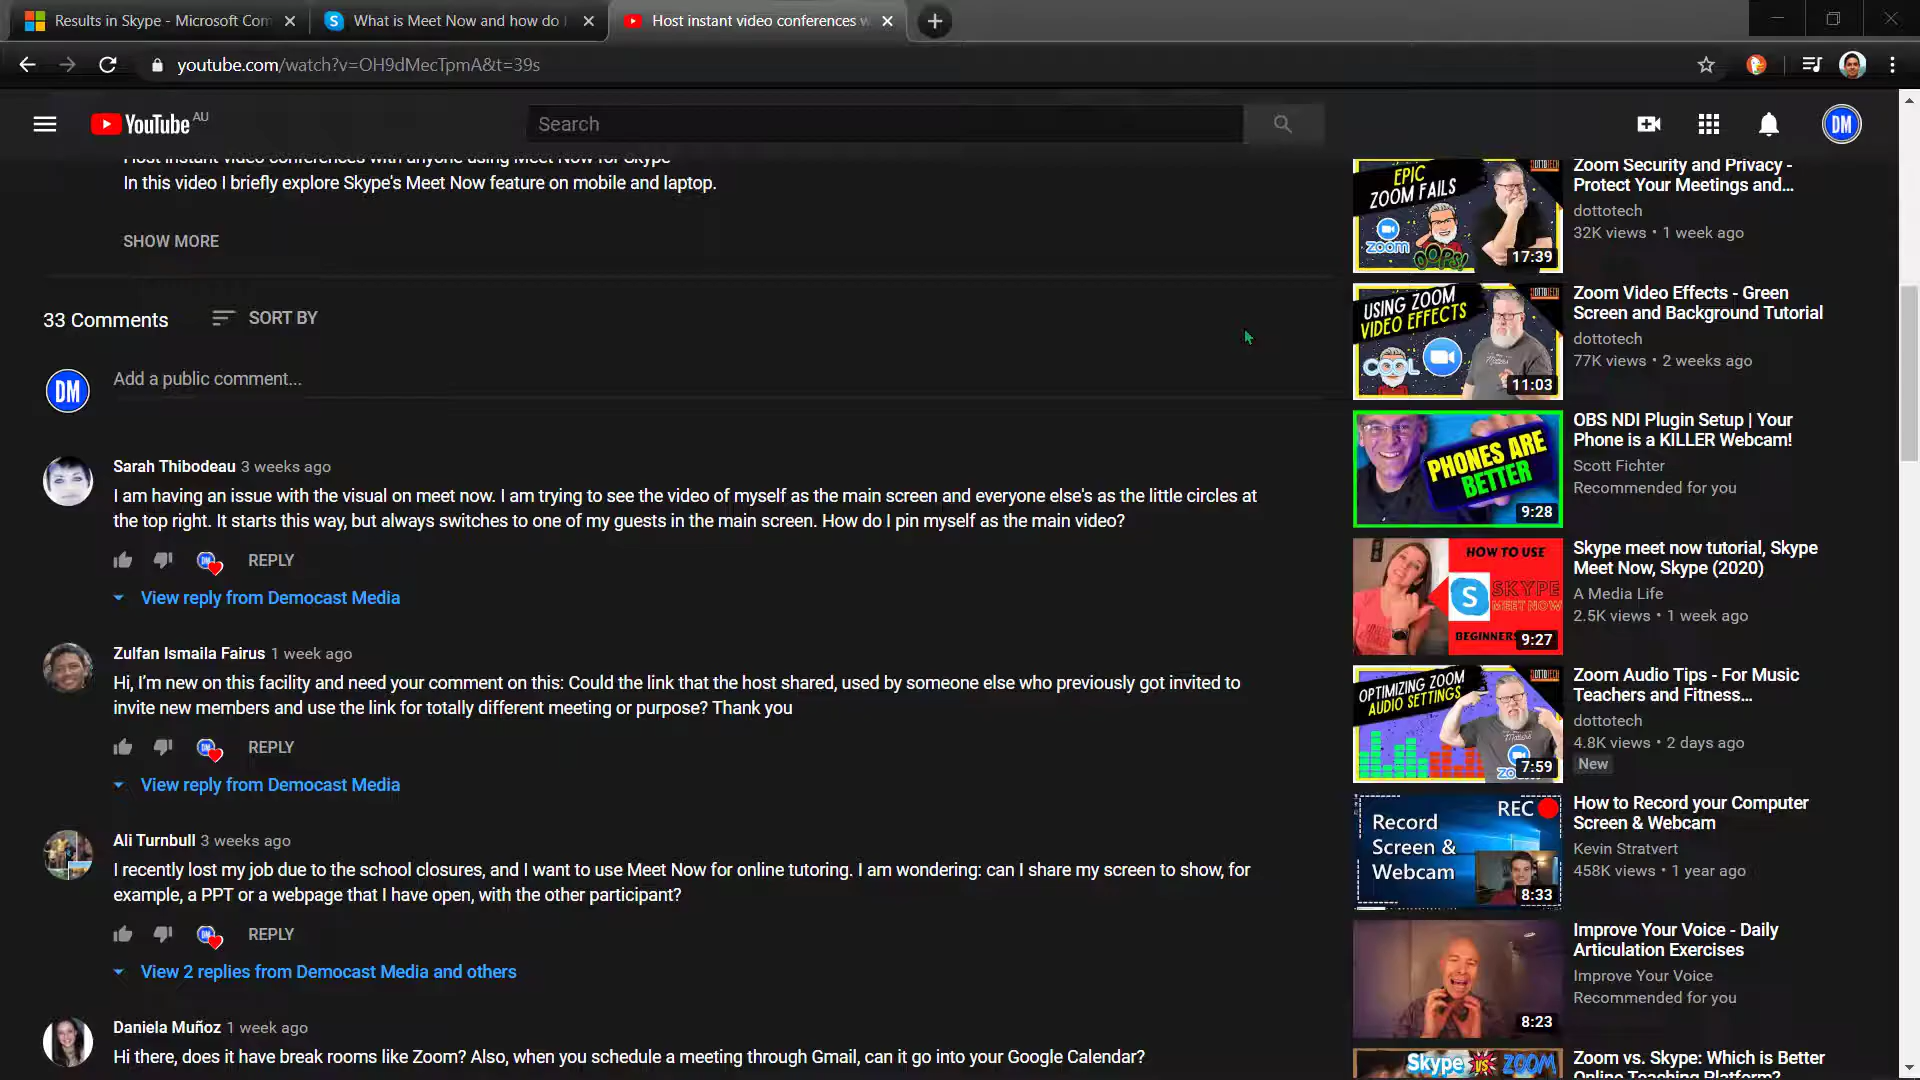 Results in Skype - Microsoft Com
What is Meet Now and how do I
Host instant video conferences w
youtube.com/watch?v=OH9dMecTpmA&t=39s
YouTube AU
Search
DM
Host instant video conferences with anyone using Meet Now for Skype
In this video I briefly explore Skype's Meet Now feature on mobile and laptop.
SHOW MORE
33 Comments
SORT BY
DM
Add a public comment...
Sarah Thibodeau 3 weeks ago
I am having an issue with the visual on meet now. I am trying to see the video of myself as the main screen and everyone else's as the little circles at
the top right. It starts this way, but always switches to one of my guests in the main screen. How do I pin myself as the main video?
REPLY
View reply from Democast Media
Zulfan Ismaila Fairus 1 week ago
Hi, I'm new on this facility and need your comment on this: Could the link that the host shared, used by someone else who previously got invited to
invite new members and use the link for totally different meeting or purpose? Thank you
REPLY
View reply from Democast Media
Ali Turnbull 3 weeks ago
I recently lost my job due to the school closures, and I want to use Meet Now for online tutoring. I am wondering: can I share my screen to show, for
example, a PPT or a webpage that I have open, with the other participant?
REPLY
View 2 replies from Democast Media and others
Daniela Muñoz 1 week ago
Hi there, does it have break rooms like Zoom? Also, when you schedule a meeting through Gmail, can it go into your Google Calendar?
EPIC
ZOOM FAILS
zoom
OOPS!
17:39
Zoom Security and Privacy -
Protect Your Meetings and...
dottotech
32K views • 1 week ago
USING ZOOM
VIDEO EFFECTS
COOL
11:03
Zoom Video Effects - Green
Screen and Background Tutorial
dottotech
77K views • 2 weeks ago
PHONES ARE
BETTER
9:28
OBS NDI Plugin Setup | Your
Phone is a KILLER Webcam!
Scott Fichter
Recommended for you
HOW TO USE
SKYPE
MEET NOW
BEGINNERS
9:27
Skype meet now tutorial, Skype
Meet Now, Skype (2020)
A Media Life
2.5K views • 1 week ago
OPTIMIZING ZOOM
AUDIO SETTINGS
7:59
Zoom Audio Tips - For Music
Teachers and Fitness...
dottotech
4.8K views • 2 days ago
New
REC
Record
Screen &
Webcam
8:33
How to Record your Computer
Screen & Webcam
Kevin Stratvert
458K views • 1 year ago
8:23
Improve Your Voice - Daily
Articulation Exercises
Improve Your Voice
Recommended for you
Skype VS ZOOM
Zoom vs. Skype: Which is Better
Online Teaching Platform?